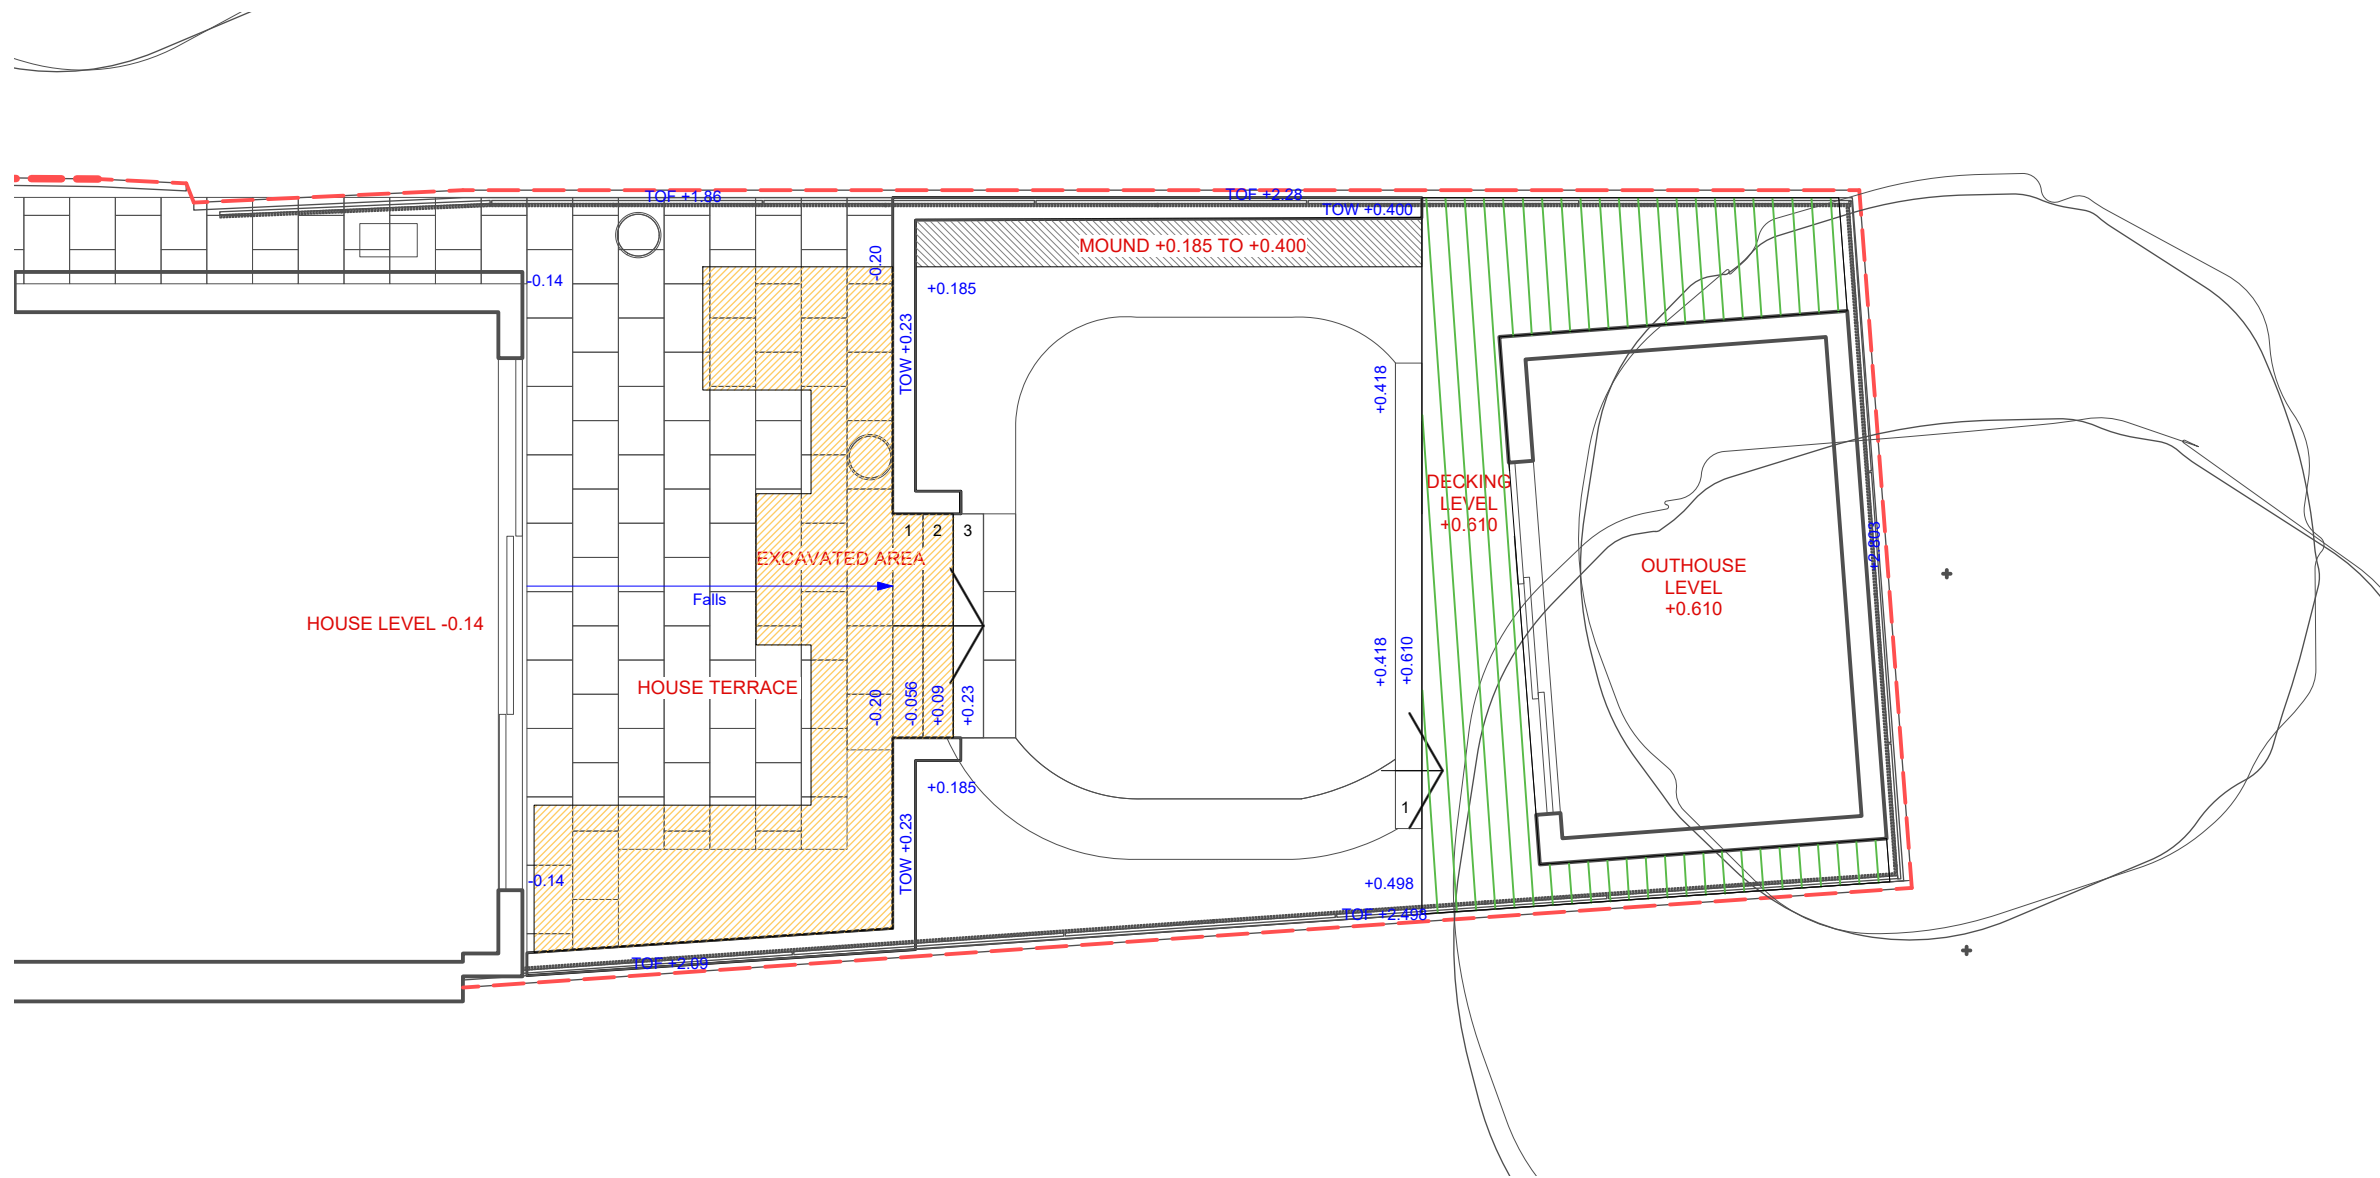 TOF +1.86
TOF +2.28
TOW +0.400
MOUND +0.185 TO +0.400
-0.20
-0.14
+0.185
TOW +0.23
+0.418
DECKING
LEVEL
+0.610
1
2
3
EXCAVATED AREA
+2.803
OUTHOUSE
LEVEL
+0.610
Falls
HOUSE LEVEL -0.14
+0.418
+0.610
HOUSE TERRACE
-0.20
-0.056
+0.09
+0.23
+0.185
1
TOW +0.23
-0.14
+0.498
TOF +2.498
TOF +2.09